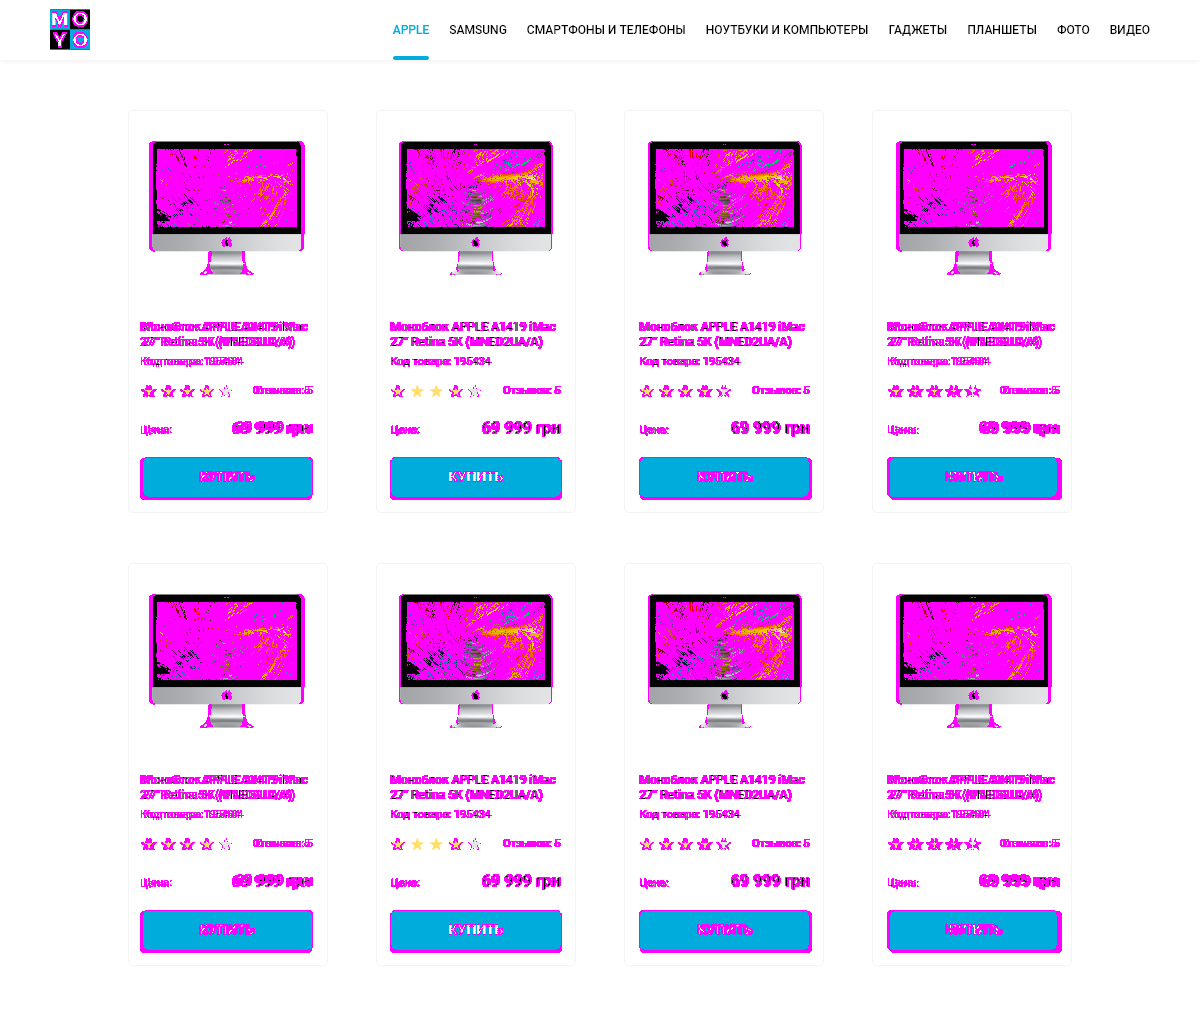 MO
YO
APPLE SAMSUNG СМАРТФОНЫ И ТЕЛЕФОНЫ НОУТБУКИ И КОМПЬЮТЕРЫ ГАДЖЕТЫ ПЛАНШЕТЫ ФОТО ВИДЕО
Моноблок APPLE A1419 iMac Моноблок APPLE A1419 iMac Моноблок APPLE A1419 iMac Моноблок APPLE A1419 iMac
27" Retina 5K (MNED2UA/A) 27" Retina 5K (MNED2UA/A) 27" Retina 5K (MNED2UA/A) 27" Retina 5K (MNED2UA/A)
Код товара: 195434 Код товара: 195434 Код товара: 195434 Код товара: 195434
Отзывов: 5 Отзывов: 5 Отзывов: 5 Отзывов: 5
Цена: 69 999 грн Цена: 69 999 грн Цена: 69 999 грн Цена: 69 999 грн
КУПИТЬ КУПИТЬ КУПИТЬ КУПИТЬ
Моноблок APPLE A1419 iMac Моноблок APPLE A1419 iMac Моноблок APPLE A1419 iMac Моноблок APPLE A1419 iMac
27" Retina 5K (MNED2UA/A) 27" Retina 5K (MNED2UA/A) 27" Retina 5K (MNED2UA/A) 27" Retina 5K (MNED2UA/A)
Код товара: 195434 Код товара: 195434 Код товара: 195434 Код товара: 195434
Отзывов: 5 Отзывов: 5 Отзывов: 5 Отзывов: 5
Цена: 69 999 грн Цена: 69 999 грн Цена: 69 999 грн Цена: 69 999 грн
КУПИТЬ КУПИТЬ КУПИТЬ КУПИТЬ